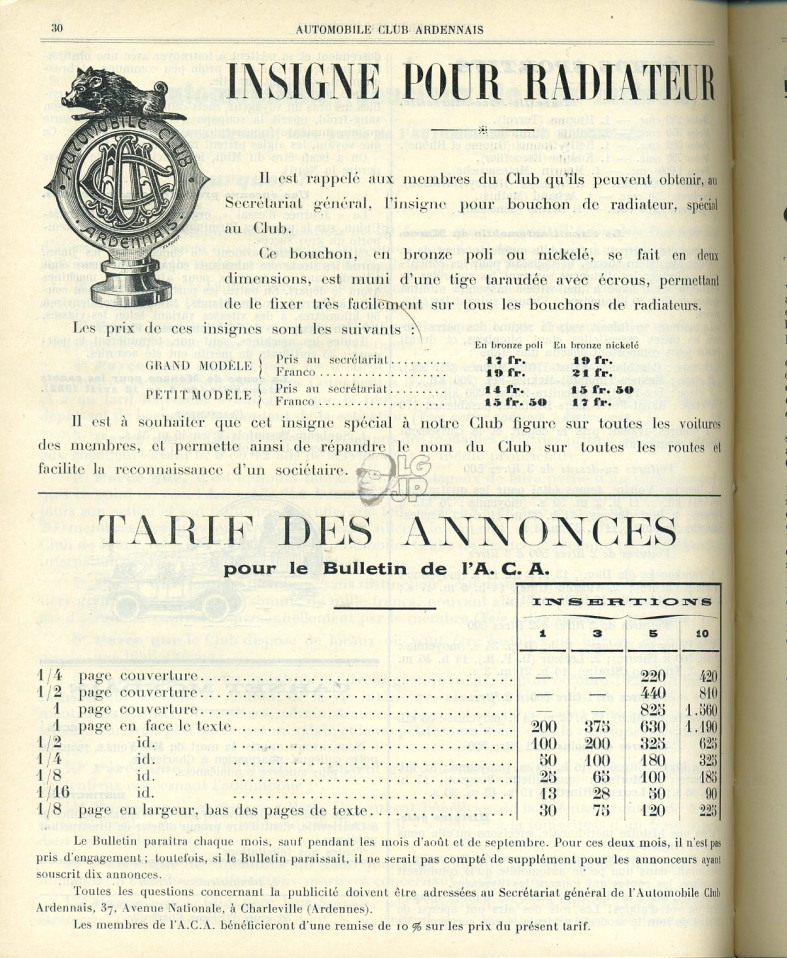 30
AUTOMOBILE CLUB ARDENNAIS
INSIGNE POUR RADIATEUR
AUTOMOBILE CLUB
ARDENNAIS
Il est rappelé aux membres du Club qu'ils peuvent obtenir, au
Secrétariat général, l'insigne pour bouchon de radiateur, spécial
au Club.
Ce bouchon, en bronze poli ou nickelé, se fait en deux
dimensions, est muni d'une tige taraudée avec écrous, permettant
de le fixer très facilement sur tous les bouchons de radiateurs.
Les prix de ces insignes sont les suivants :
En bronze poli En bronze nickelé
GRAND MODÈLE { Pris au secrétariat......... 17 fr. 19 fr.
Franco .................... 19 fr. 21 fr.
PETIT MODÈLE { Pris au secrétariat......... 14 fr. 15 fr. 50
Franco .................... 15 fr. 50 17 fr.
Il est à souhaiter que cet insigne spécial à notre Club figure sur toutes les voitures
des membres, et permette ainsi de répandre le nom du Club sur toutes les routes et
facilite la reconnaissance d'un sociétaire.
LG
JP
TARIF DES ANNONCES
pour le Bulletin de l'A. C. A.
INSERTIONS
1 3 5 10
1/4 page couverture........ — — 220 420
1/2 page couverture........ — — 440 810
1 page couverture........ — — 825 1.560
1 page en face le texte........ 200 375 630 1.190
1/2 id. ........ 100 200 325 625
1/4 id. ........ 50 100 180 325
1/8 id. ........ 25 65 100 185
1/16 id. ........ 13 28 50 90
1/8 page en largeur, bas des pages de texte........ 30 75 120 225
Le Bulletin paraîtra chaque mois, sauf pendant les mois d'août et de septembre. Pour ces deux mois, il n'est pas
pris d'engagement ; toutefois, si le Bulletin paraissait, il ne serait pas compté de supplément pour les annonceurs ayant
souscrit dix annonces.
Toutes les questions concernant la publicité doivent être adressées au Secrétariat général de l'Automobile Club
Ardennais, 37, Avenue Nationale, à Charleville (Ardennes).
Les membres de l'A.C.A. bénéficieront d'une remise de 10 % sur les prix du présent tarif.